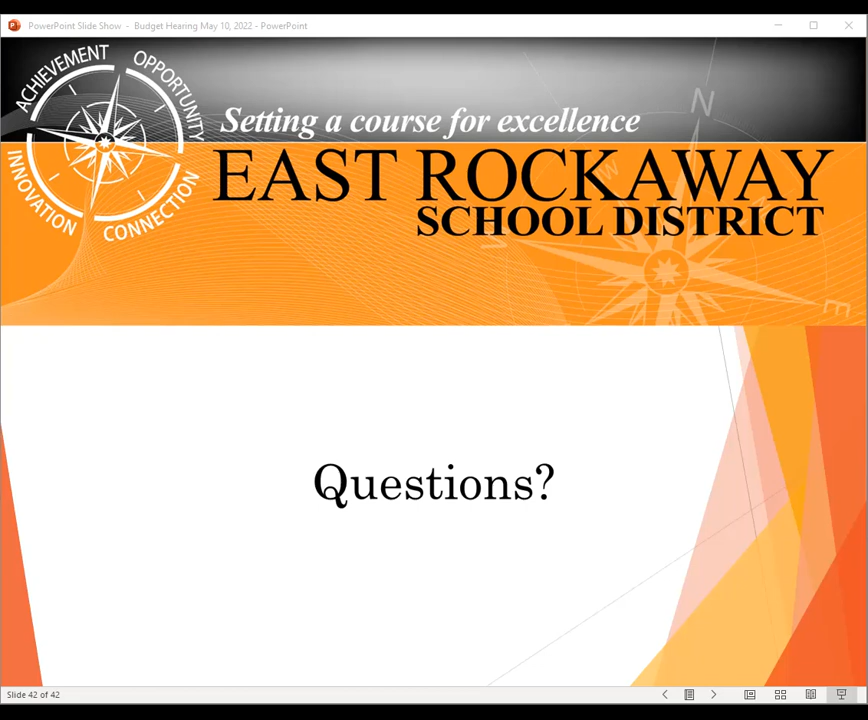 PowerPoint Slide Show - Budget Hearing May 10, 2022 - PowerPoint
ACHIEVEMENT
OPPORTUNITY
INNOVATION
CONNECTION
Setting a course for excellence
EAST ROCKAWAY
SCHOOL DISTRICT
N
W
S
E
Questions?
Slide 42 of 42